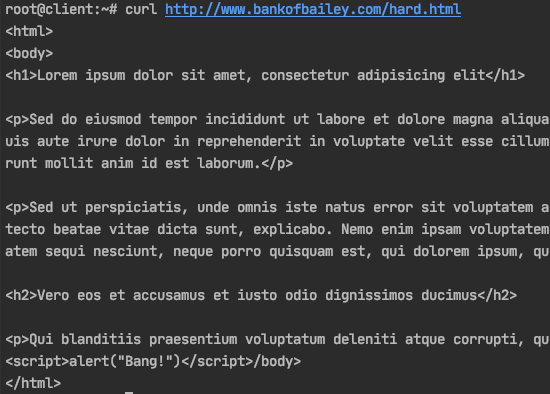 root@client:~# curl http://www.bankofbailey.com/hard.html
<html>
<body>
<h1>Lorem ipsum dolor sit amet, consectetur adipisicing elit</h1>
<p>Sed do eiusmod tempor incididunt ut labore et dolore magna aliqua
uis aute irure dolor in reprehenderit in voluptate velit esse cillum
runt mollit anim id est laborum.</p>
<p>Sed ut perspiciatis, unde omnis iste natus error sit voluptatem a
tecto beatae vitae dicta sunt, explicabo. Nemo enim ipsam voluptatem
atem sequi nesciunt, neque porro quisquam est, qui dolorem ipsum, qu
<h2>Vero eos et accusamus et iusto odio dignissimos ducimus</h2>
<p>Qui blanditiis praesentium voluptatum deleniti atque corrupti, qu
<script>alert("Bang!")</script>/body>
</html>